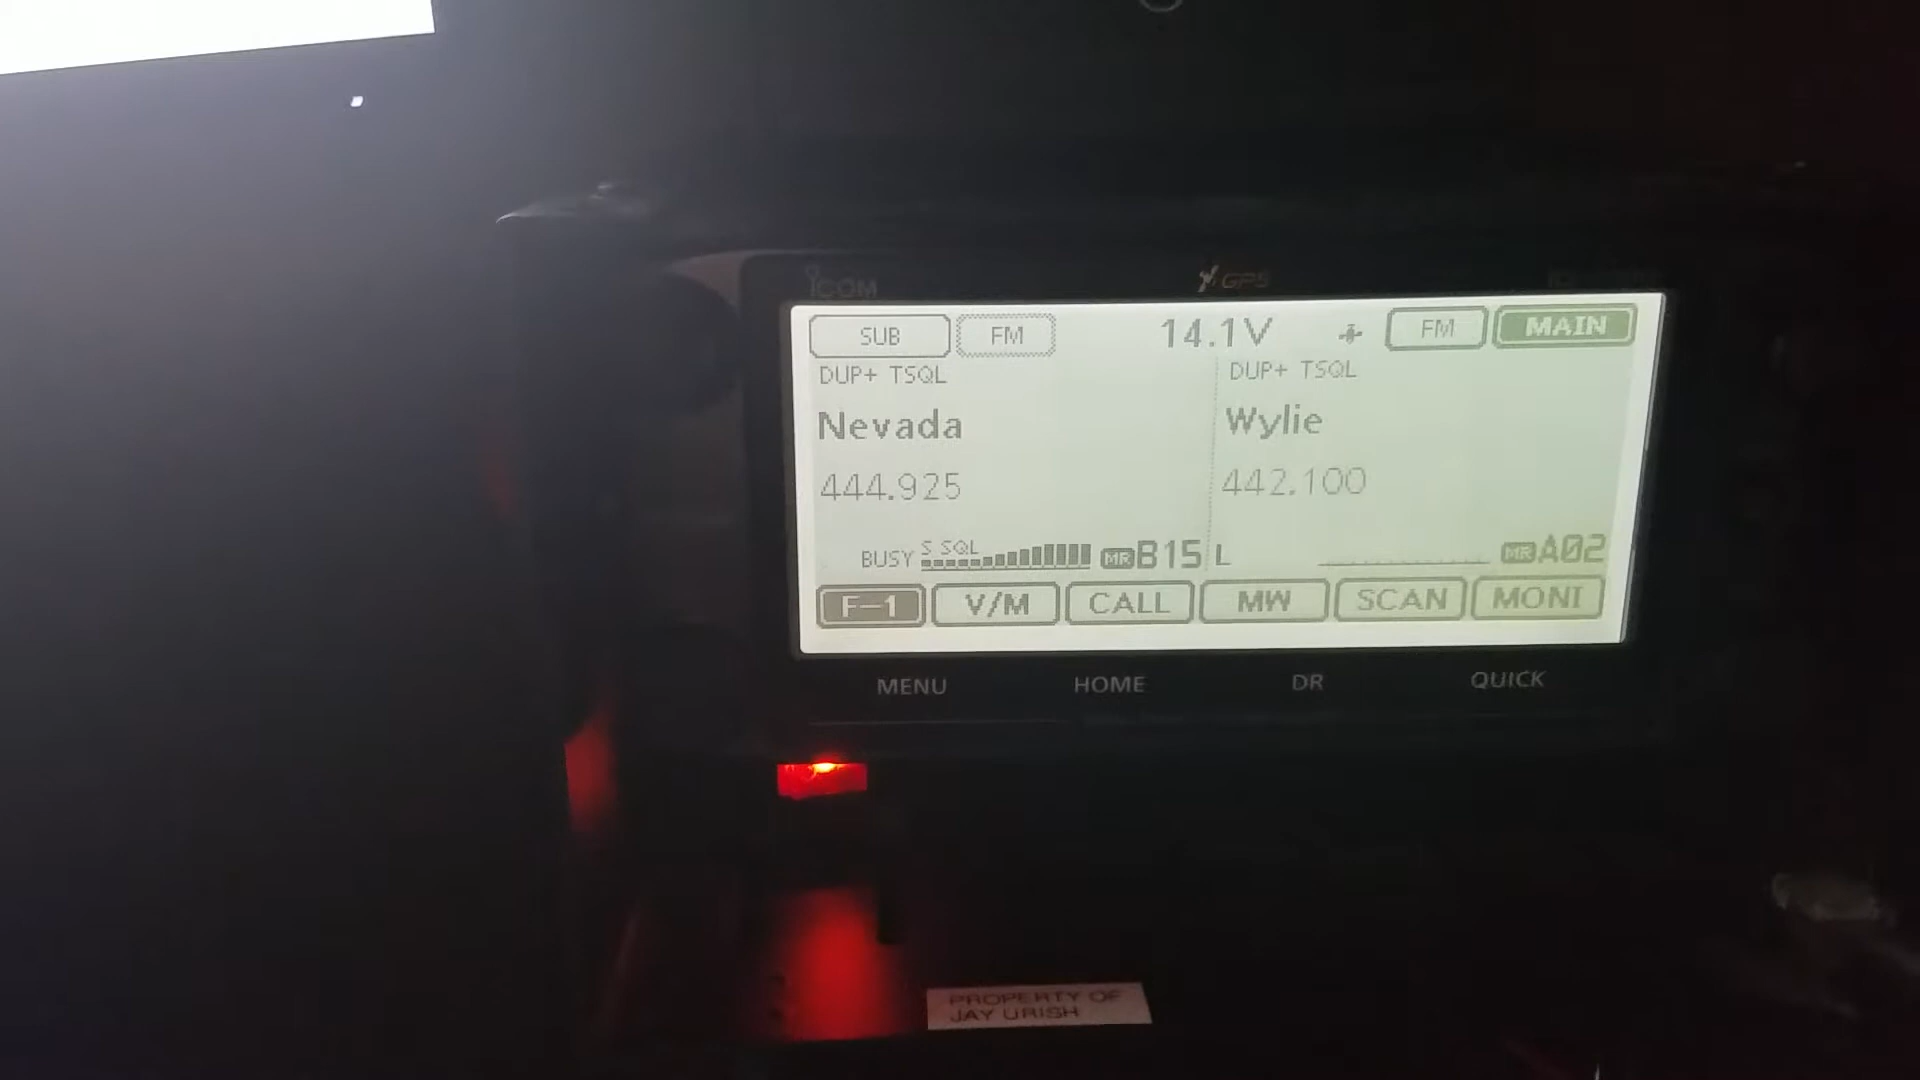 ICOM GPS
SUB FM 14.1V FM MAIN
DUP+ TSQL DUP+ TSQL
Nevada Wylie
444.925 442.100
BUSY S SQL MR B15 L MR A02
F-1 V/M CALL MW SCAN MONI
MENU HOME DR QUICK
PROPERTY OF
JAY URISH